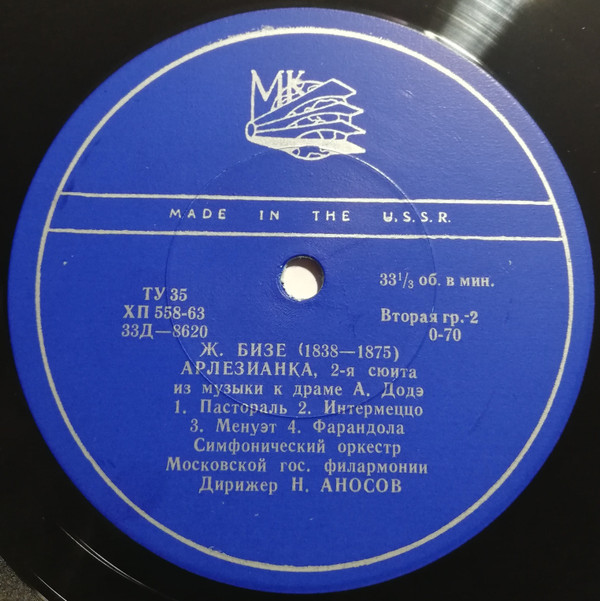 МК
MADE IN THE U.S.S.R.
33⅓ об. в мин.
ТУ 35
ХП 558-63
Вторая гр.-2
33Д—8620
0-70
Ж. БИЗЕ (1838—1875)
АРЛЕЗИАНКА, 2-я сюита
из музыки к драме А. Додэ
1. Пастораль 2. Интермеццо
3. Менуэт 4. Фарандола
Симфонический оркестр
Московской гос. филармонии
Дирижер Н. АНОСОВ